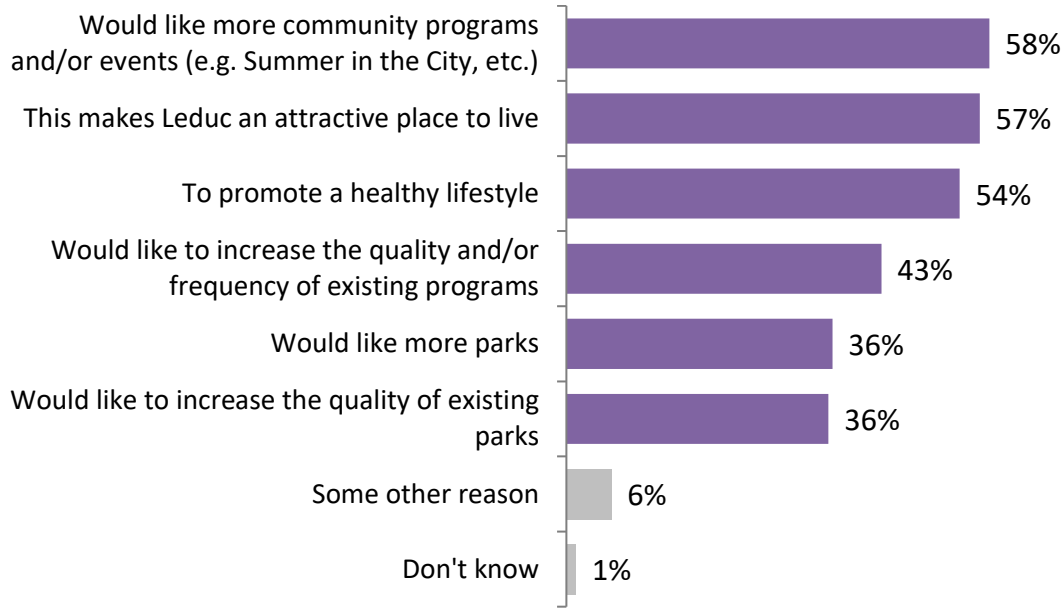 Would like more community programs
and/or events (e.g. Summer in the City, etc.)
58%
This makes Leduc an attractive place to live
57%
To promote a healthy lifestyle
54%
Would like to increase the quality and/or
frequency of existing programs
43%
Would like more parks
36%
Would like to increase the quality of existing
parks
36%
Some other reason
6%
Don't know
1%